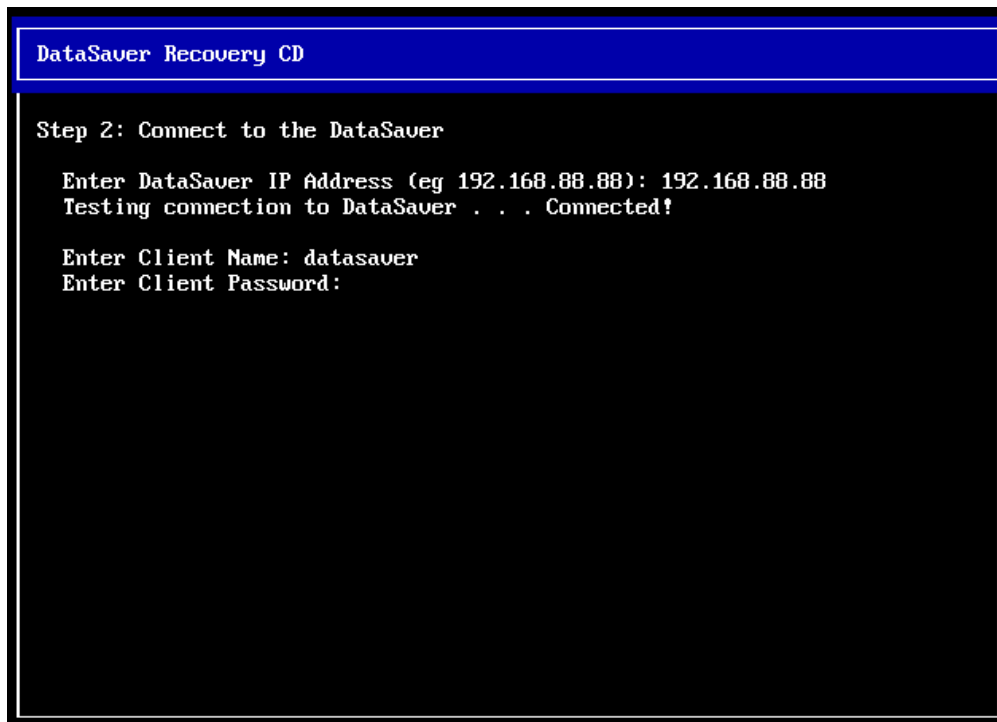 DataSaver Recovery CD
Step 2: Connect to the DataSaver
Enter DataSaver IP Address (eg 192.168.88.88): 192.168.88.88
Testing connection to DataSaver . . . Connected!
Enter Client Name: datasaver
Enter Client Password: